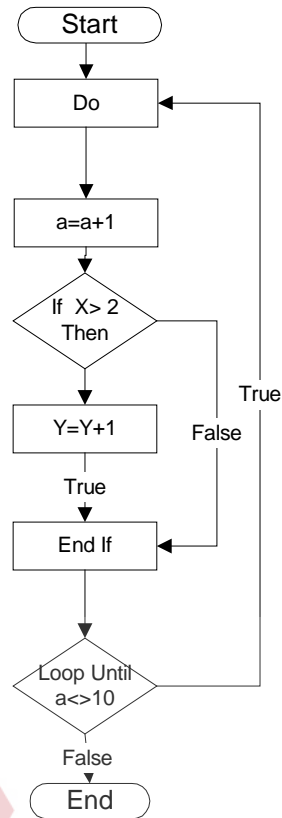 Start
Do
a=a+1
If X> 2
Then
True
Y=Y+1
False
True
End If
Loop Until
a<>10
False
End